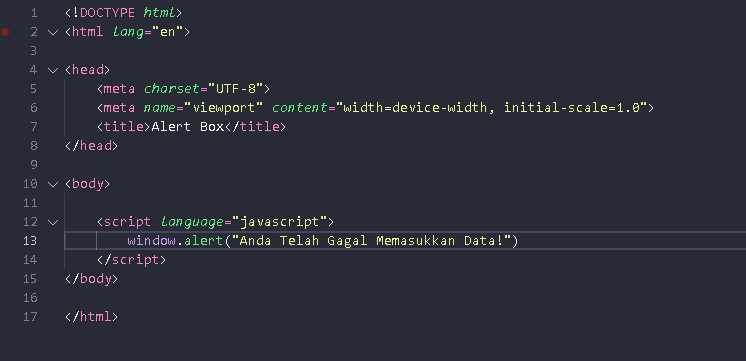 1 <!DOCTYPE html>
2 <html lang="en">
3
4 <head>
5     <meta charset="UTF-8">
6     <meta name="viewport" content="width=device-width, initial-scale=1.0">
7     <title>Alert Box</title>
8 </head>
9
10 <body>
11
12     <script language="javascript">
13         window.alert("Anda Telah Gagal Memasukkan Data!")
14     </script>
15 </body>
16
17 </html>